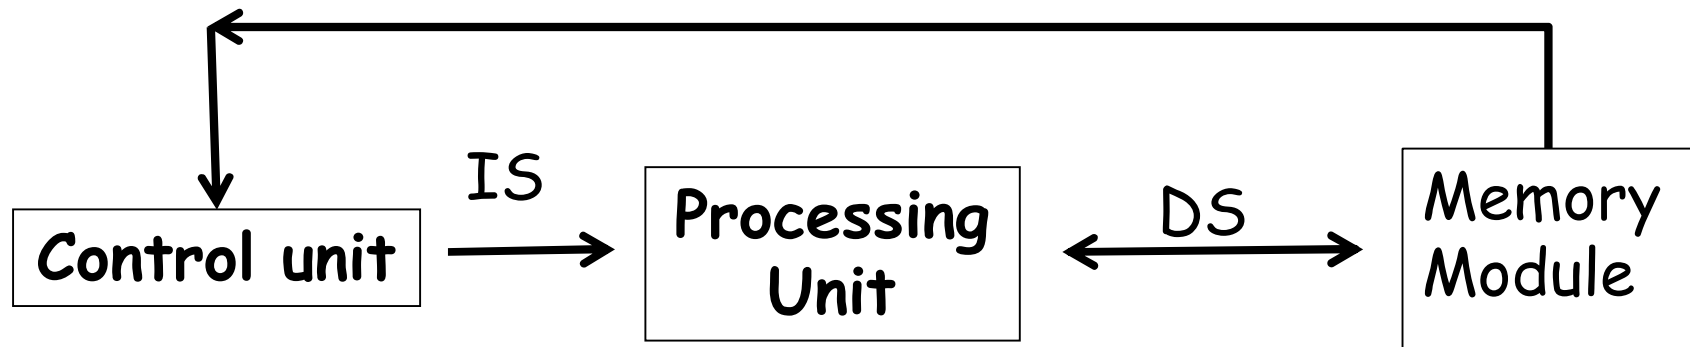 Control unit
IS
Processing
Unit
DS
Memory
Module